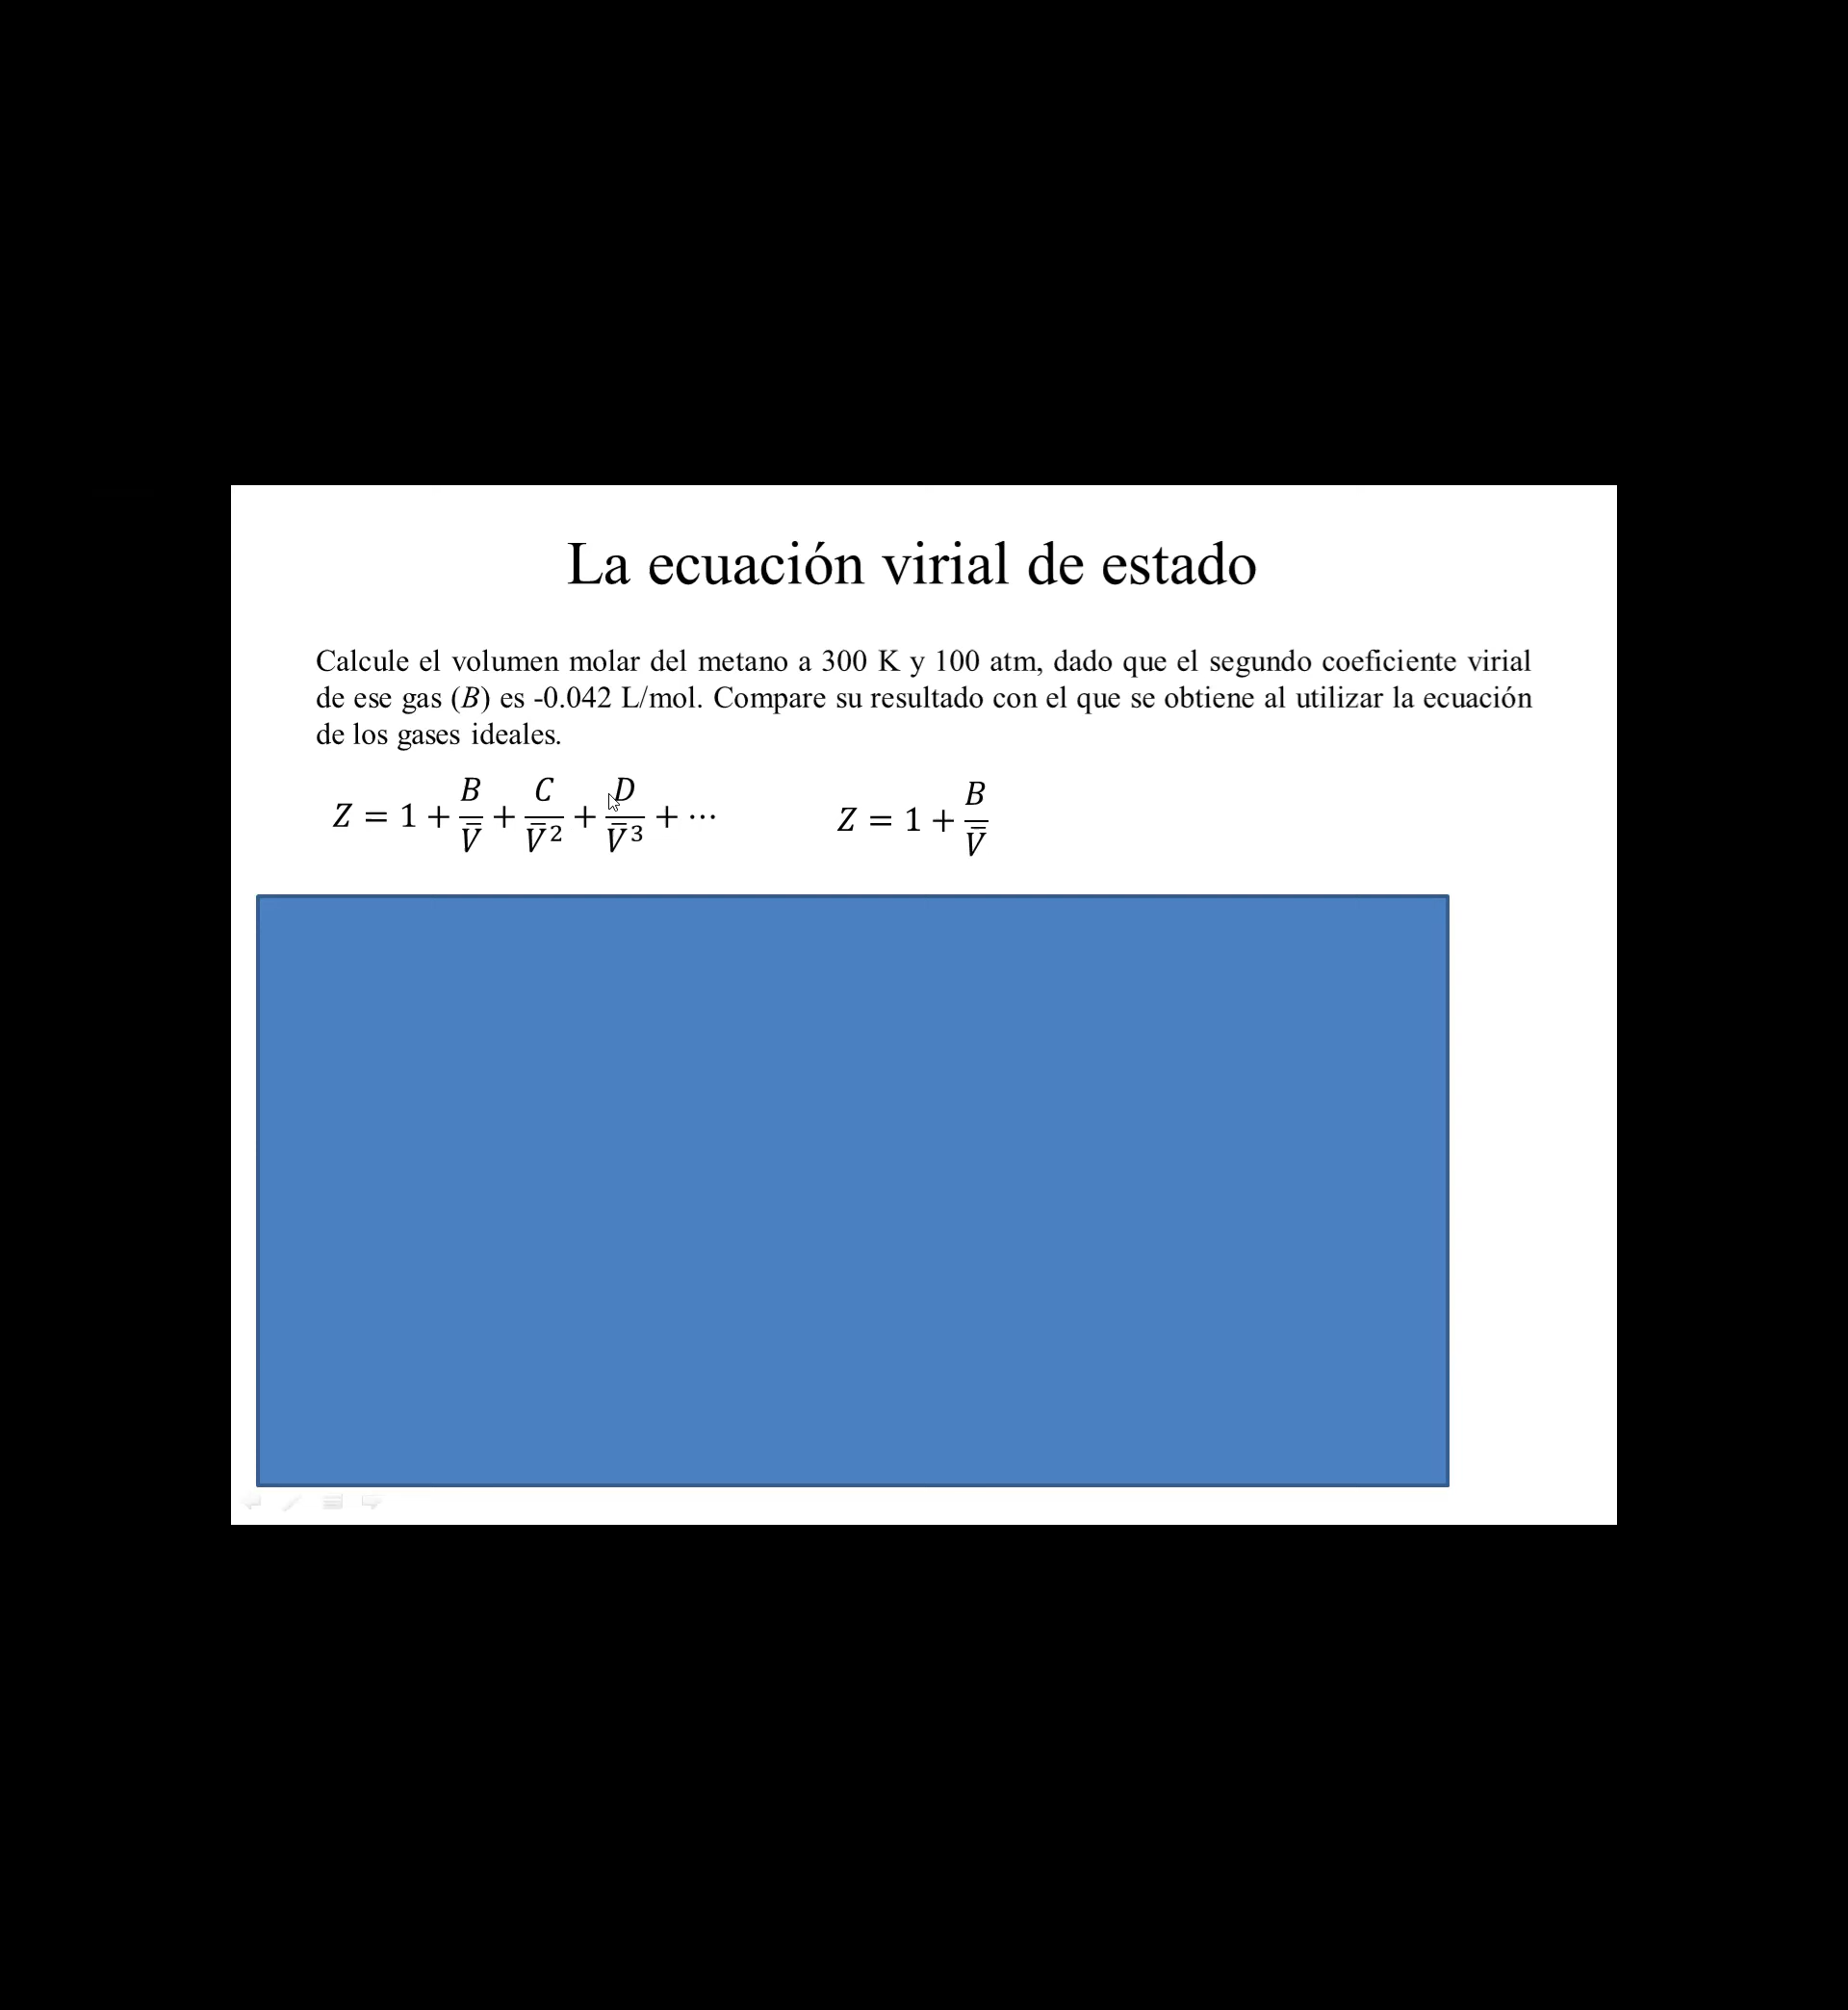 La ecuación virial de estado
Calcule el volumen molar del metano a 300 K y 100 atm, dado que el segundo coeficiente virial
de ese gas (B) es -0.042 L/mol. Compare su resultado con el que se obtiene al utilizar la ecuación
de los gases ideales.
Z = 1 + B/V̅ + C/V̅² + D/V̅³ + ⋯
Z = 1 + B/V̅